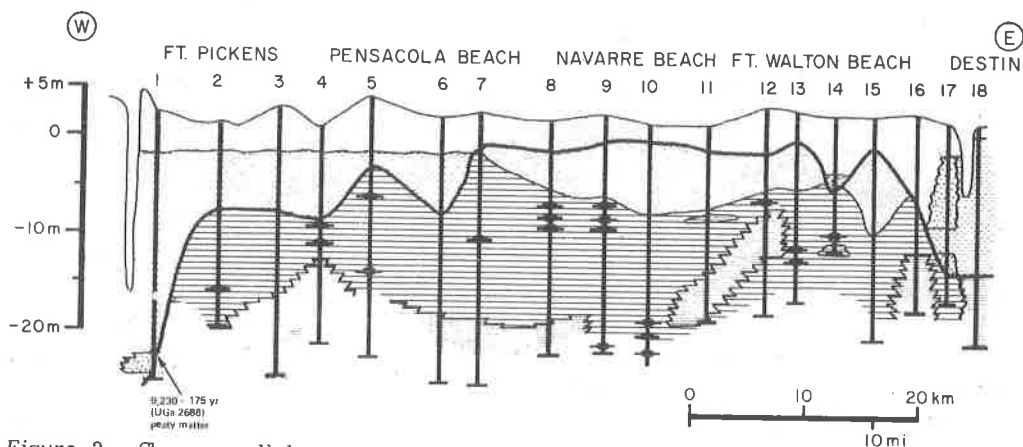 W
E
FT. PICKENS PENSACOLA BEACH NAVARRE BEACH FT. WALTON BEACH DESTIN
1 2 3 4 5 6 7 8 9 10 11 12 13 14 15 16 17 18
+5m
0
-10m
-20m
9,230 - 175 yr
(UGa 2688)
peaty matter
0 10 20 km
10 mi
Figure 2.